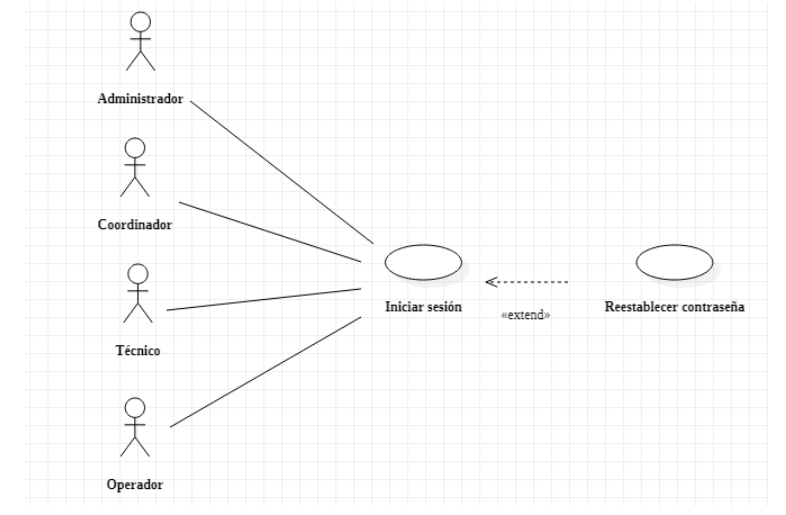 Administrador
Coordinador
Técnico
Operador
Iniciar sesión
«extend»
Reestablecer contraseña